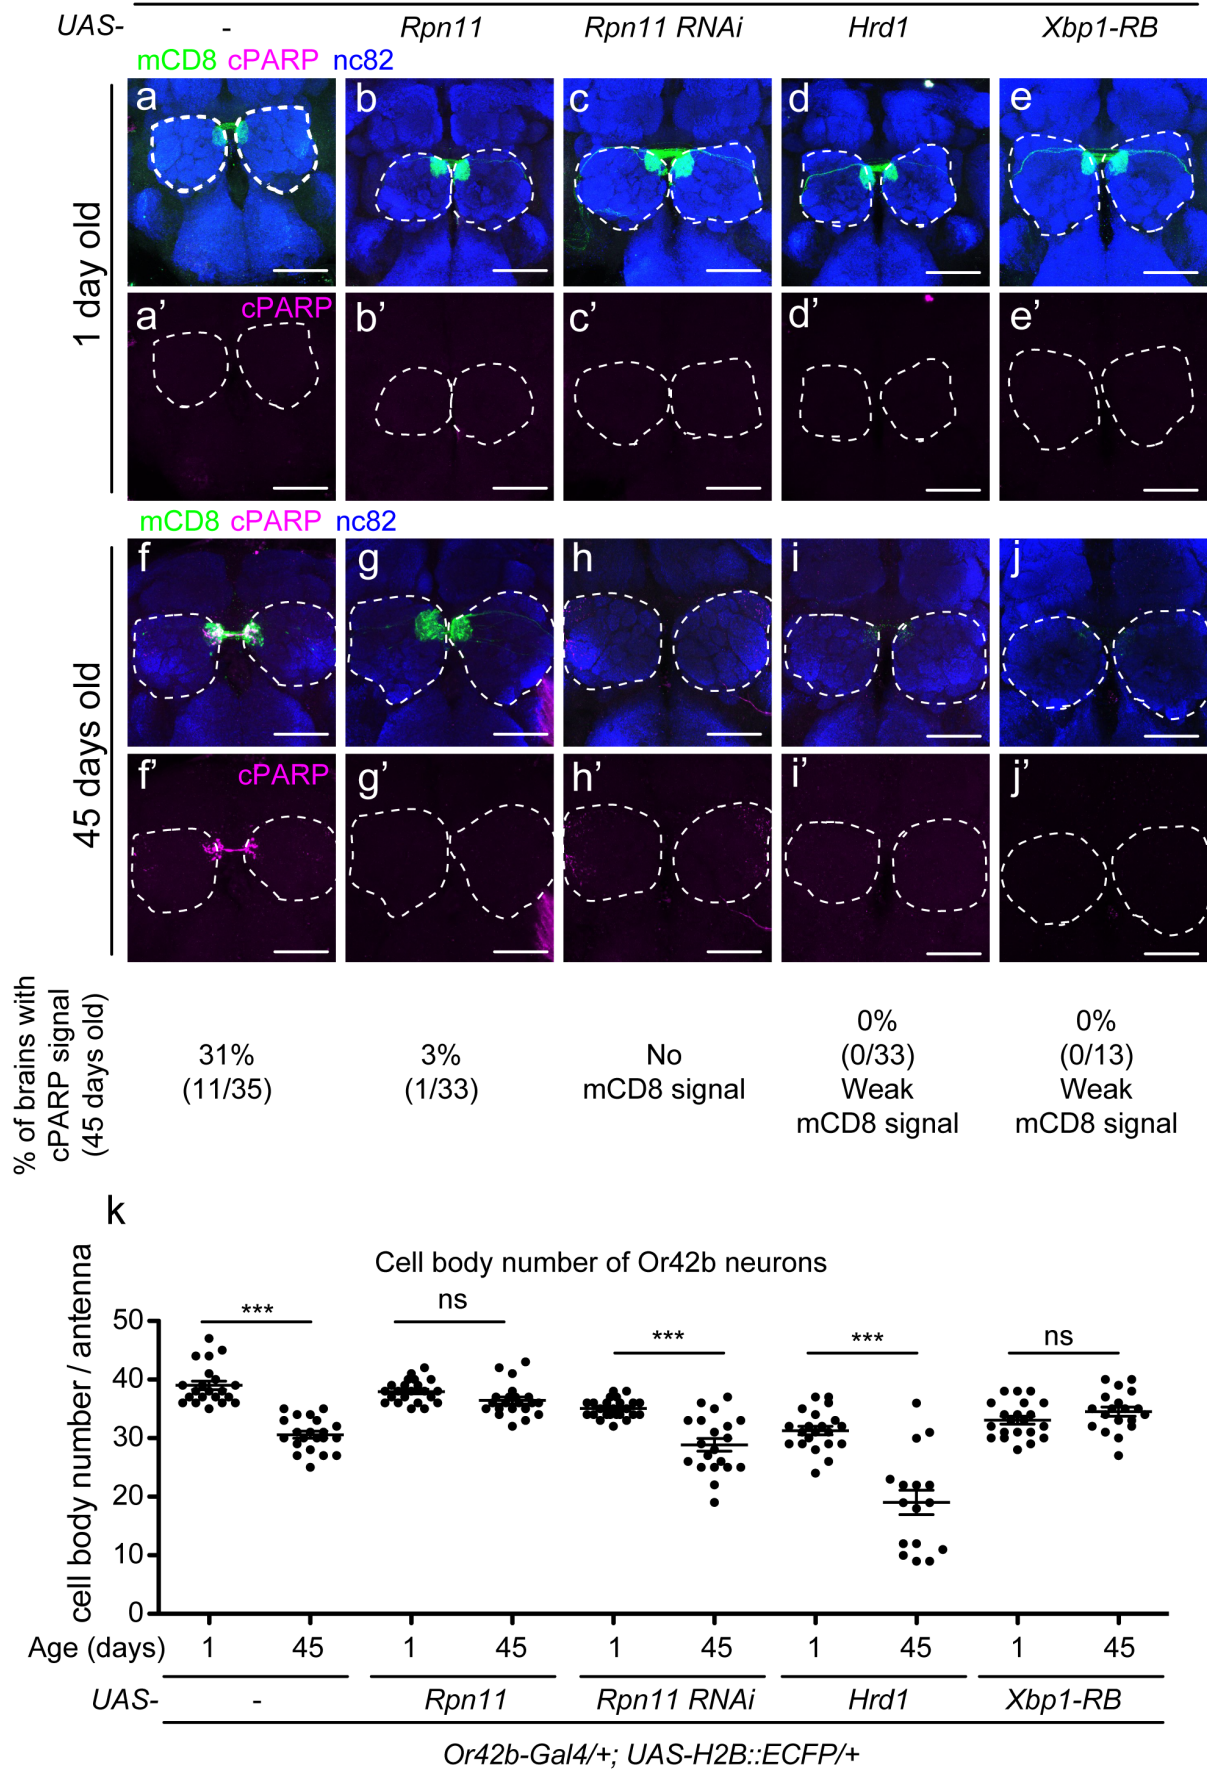 UAS- - Rpn11 Rpn11 RNAi Hrd1 Xbp1-RB
mCD8 cPARP nc82
1 day old
a b c d e
a’ cPARP b’ c’ d’ e’
mCD8 cPARP nc82
45 days old
f g h i j
f’ cPARP g’ h’ i’ j’
% of brains with
cPARP signal
(45 days old)
31%
(11/35)
3%
(1/33)
No
mCD8 signal
0%
(0/33)
Weak
mCD8 signal
0%
(0/13)
Weak
mCD8 signal
k
Cell body number of Or42b neurons
cell body number / antenna
*** ns *** *** ns
50
40
30
20
10
0
Age (days) 1 45 1 45 1 45 1 45 1 45
UAS- - Rpn11 Rpn11 RNAi Hrd1 Xbp1-RB
Or42b-Gal4/+; UAS-H2B::ECFP/+